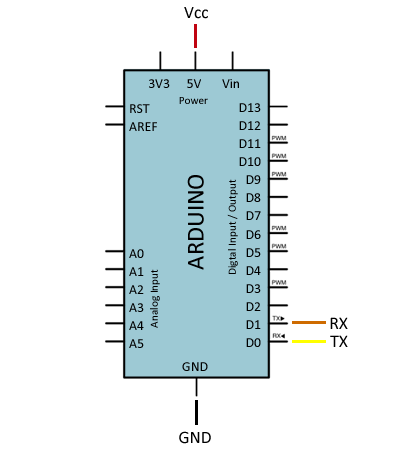 Vcc
3V3 5V Vin
Power
RST D13
AREF D12
PWM
D11
PWM
D10
PWM
D9
D8
D7
PWM
D6
PWM
A0 D5
A1 D4
PWM
A2 D3
A3 D2
TX▸
A4 D1 RX
RX◂
A5 D0 TX
ARDUINO
Digtal Input / Output
Analog Input
GND
GND